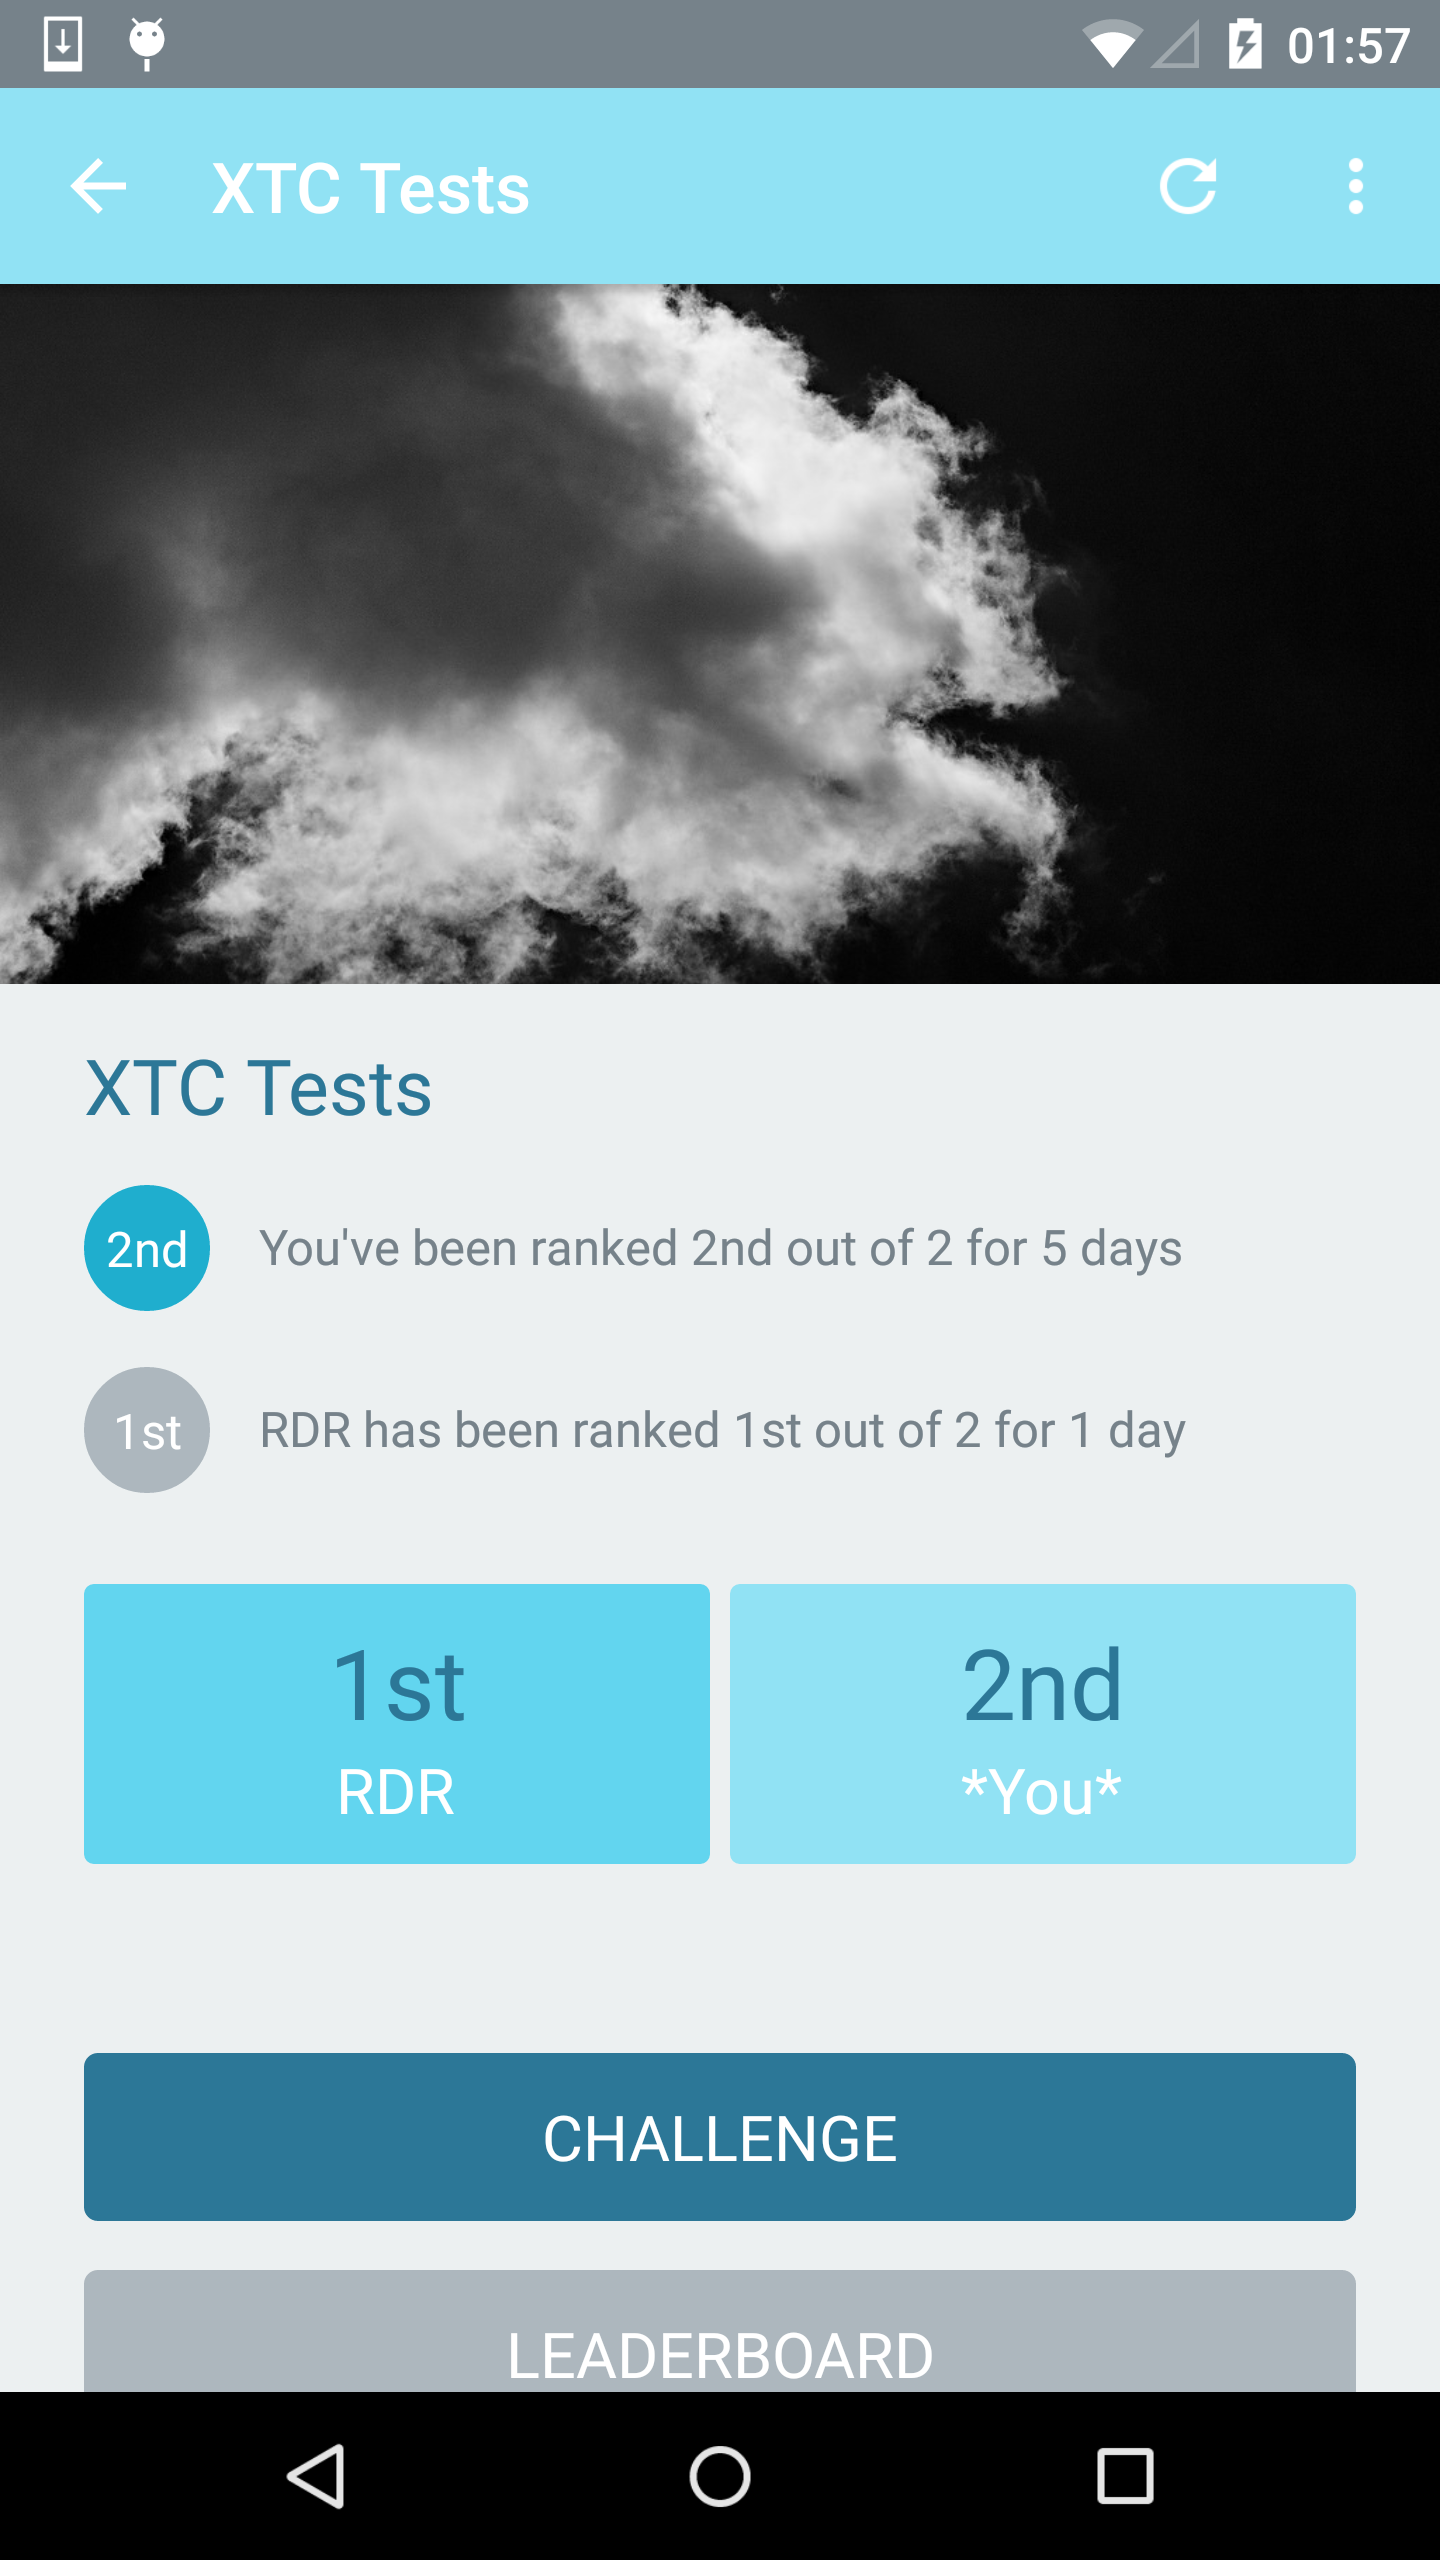 01:57
XTC Tests
XTC Tests
2nd
You've been ranked 2nd out of 2 for 5 days
1st
RDR has been ranked 1st out of 2 for 1 day
1st
RDR
2nd
*You*
CHALLENGE
LEADERBOARD